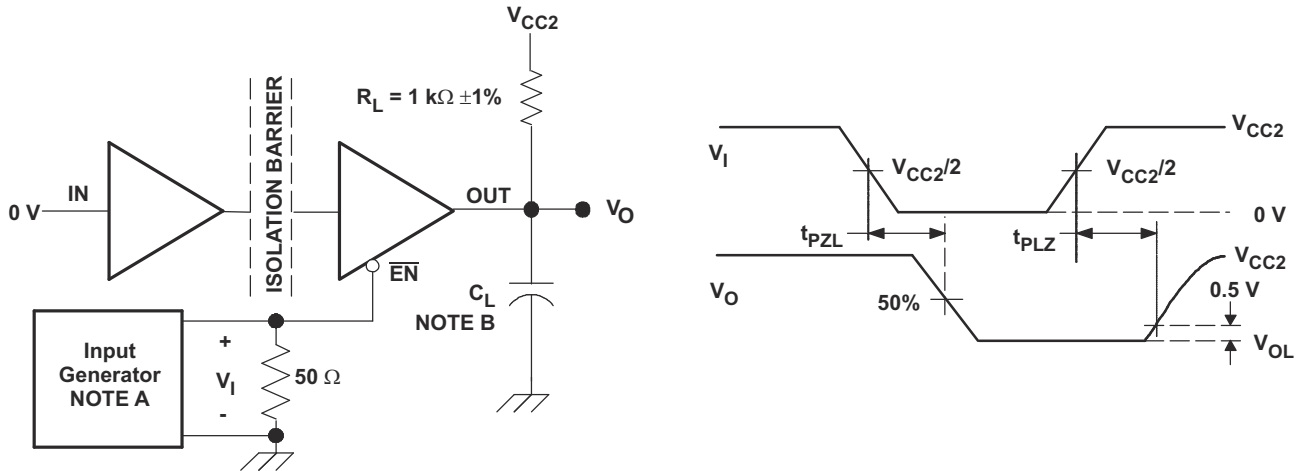 V_CC2
R_L = 1 kΩ ±1%
ISOLATION BARRIER
0 V
IN
OUT
V_O
EN
C_L
NOTE B
Input
Generator
NOTE A
+
V_I
-
50 Ω
V_I
V_CC2/2
V_CC2/2
V_CC2
0 V
t_PZL
t_PLZ
V_O
50%
V_CC2
0.5 V
V_OL